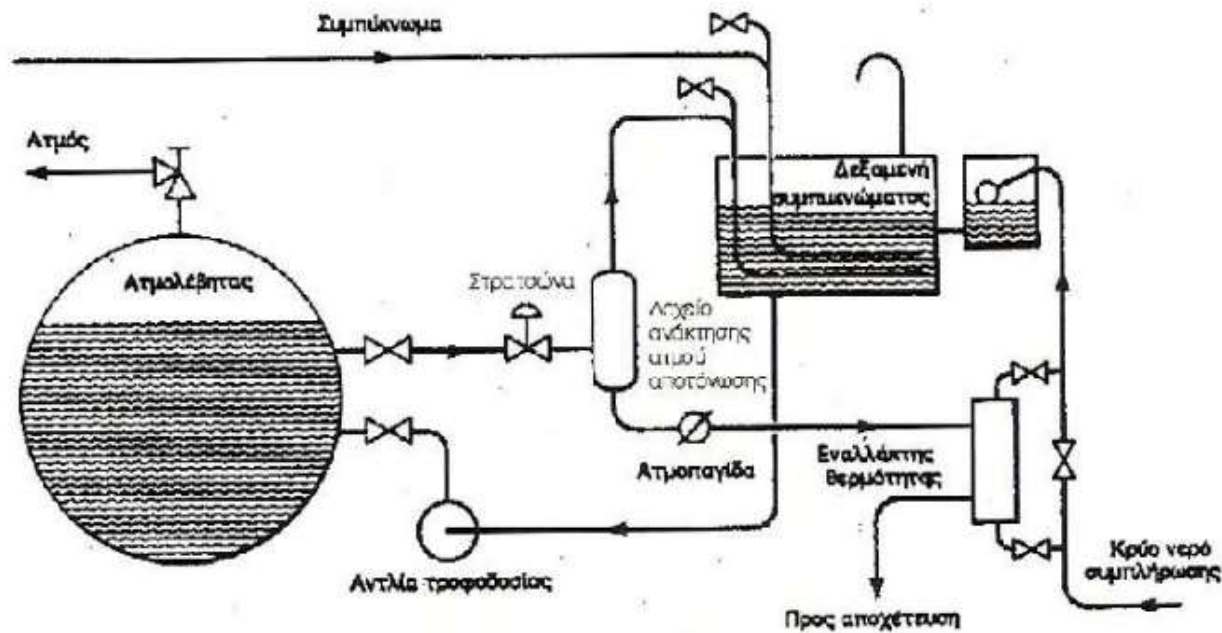 Συμπύκνωμα
Ατμός
Δεξαμενή
συμπυκνώματος
Ατμολέβητας
Στρατσώνα
Δοχείο
ανάκτησης
ατμού
αποτόνωσης
Ατμοπαγίδα
Εναλλάκτης
θερμότητας
Αντλία τροφοδοσίας
Κρύο νερό
συμπλήρωσης
Προς αποχέτευση